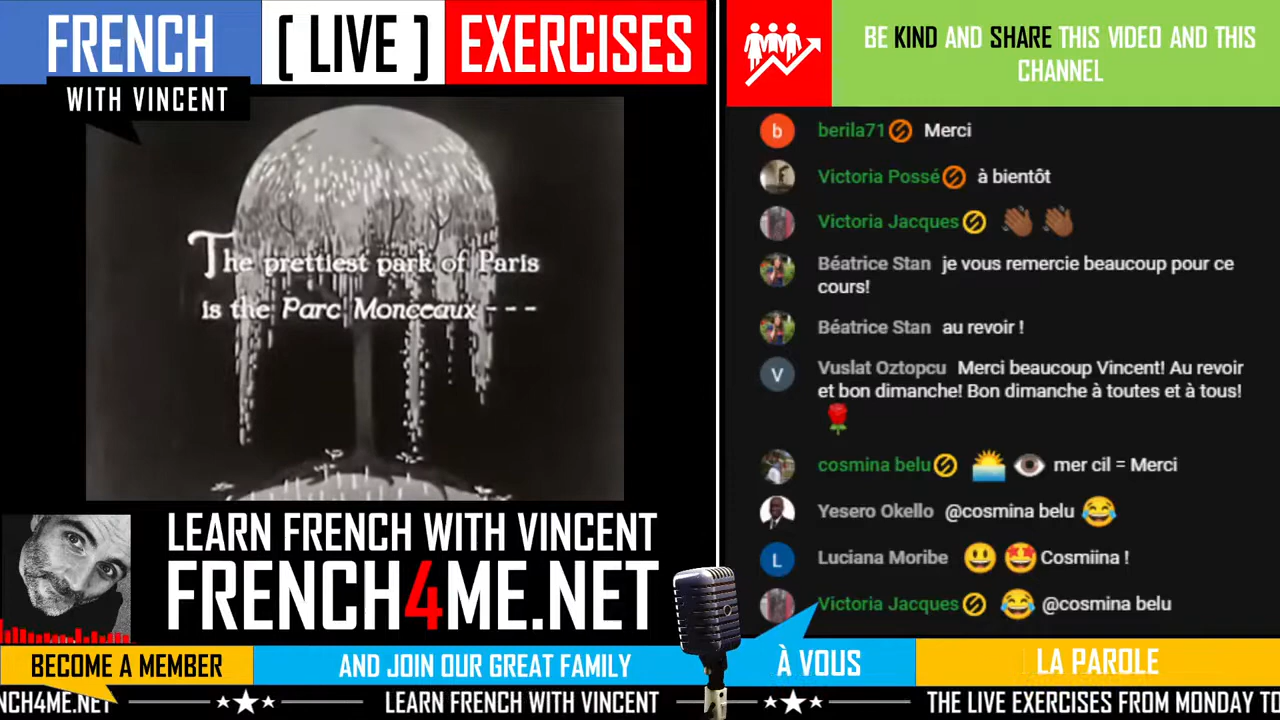 FRENCH
[ LIVE ]
EXERCISES
WITH VINCENT
The prettiest park of Paris
is the Parc Monceaux - - -
LEARN FRENCH WITH VINCENT
FRENCH4ME.NET
BECOME A MEMBER
AND JOIN OUR GREAT FAMILY
BE KIND AND SHARE THIS VIDEO AND THIS
CHANNEL
b berila71 Merci
Victoria Possé à bientôt
Victoria Jacques 👋🏾 👋🏾
Béatrice Stan je vous remercie beaucoup pour ce
cours!
Béatrice Stan au revoir !
V Vuslat Oztopcu Merci beaucoup Vincent! Au revoir
et bon dimanche! Bon dimanche à toutes et à tous!
🌹
cosmina belu 🌅 👁 mer cil = Merci
Yesero Okello @cosmina belu 😂
L Luciana Moribe 😃 🤩 Cosmiina !
Victoria Jacques 😂 @cosmina belu
À VOUS
LA PAROLE
NCH4ME.NET
LEARN FRENCH WITH VINCENT
THE LIVE EXERCISES FROM MONDAY TO